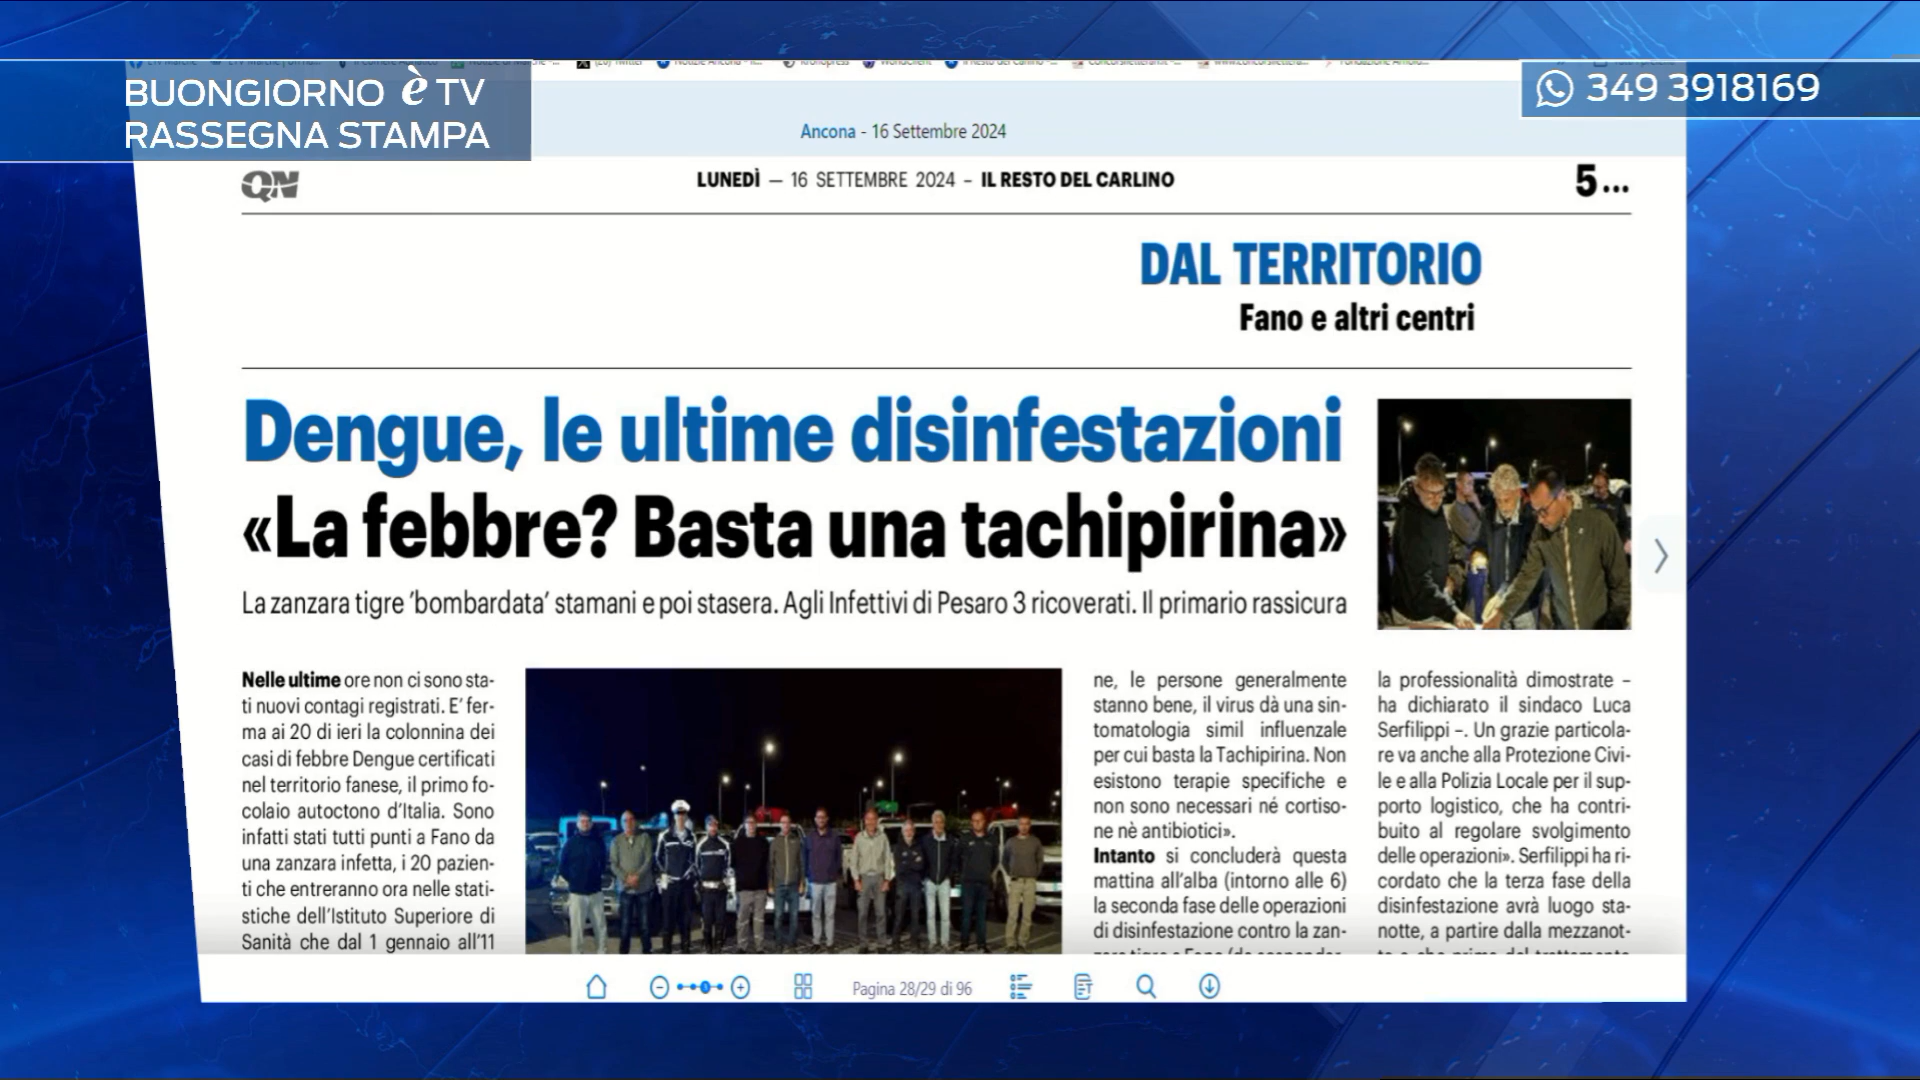 BUONGIORNO è TV
RASSEGNA STAMPA
349 3918169
Ancona - 16 Settembre 2024
QN
LUNEDÌ — 16 SETTEMBRE 2024 – IL RESTO DEL CARLINO
5 ...
DAL TERRITORIO
Fano e altri centri
Dengue, le ultime disinfestazioni
«La febbre? Basta una tachipirina»
La zanzara tigre ’bombardata’ stamani e poi stasera. Agli Infettivi di Pesaro 3 ricoverati. Il primario rassicura
Nelle ultime ore non ci sono sta-
ti nuovi contagi registrati. E’ fer-
ma ai 20 di ieri la colonnina dei
casi di febbre Dengue certificati
nel territorio fanese, il primo fo-
colaio autoctono d’Italia. Sono
infatti stati tutti punti a Fano da
una zanzara infetta, i 20 pazien-
ti che entreranno ora nelle stati-
stiche dell’Istituto Superiore di
Sanità che dal 1 gennaio all’11
ne, le persone generalmente
stanno bene, il virus dà una sin-
tomatologia simil influenzale
per cui basta la Tachipirina. Non
esistono terapie specifiche e
non sono necessari né cortiso-
ne nè antibiotici».
Intanto si concluderà questa
mattina all’alba (intorno alle 6)
la seconda fase delle operazioni
di disinfestazione contro la zan-
la professionalità dimostrate –
ha dichiarato il sindaco Luca
Serfilippi –. Un grazie particola-
re va anche alla Protezione Civi-
le e alla Polizia Locale per il sup-
porto logistico, che ha contri-
buito al regolare svolgimento
delle operazioni». Serfilippi ha ri-
cordato che la terza fase della
disinfestazione avrà luogo sta-
notte, a partire dalla mezzanot-
Pagina 28/29 di 96